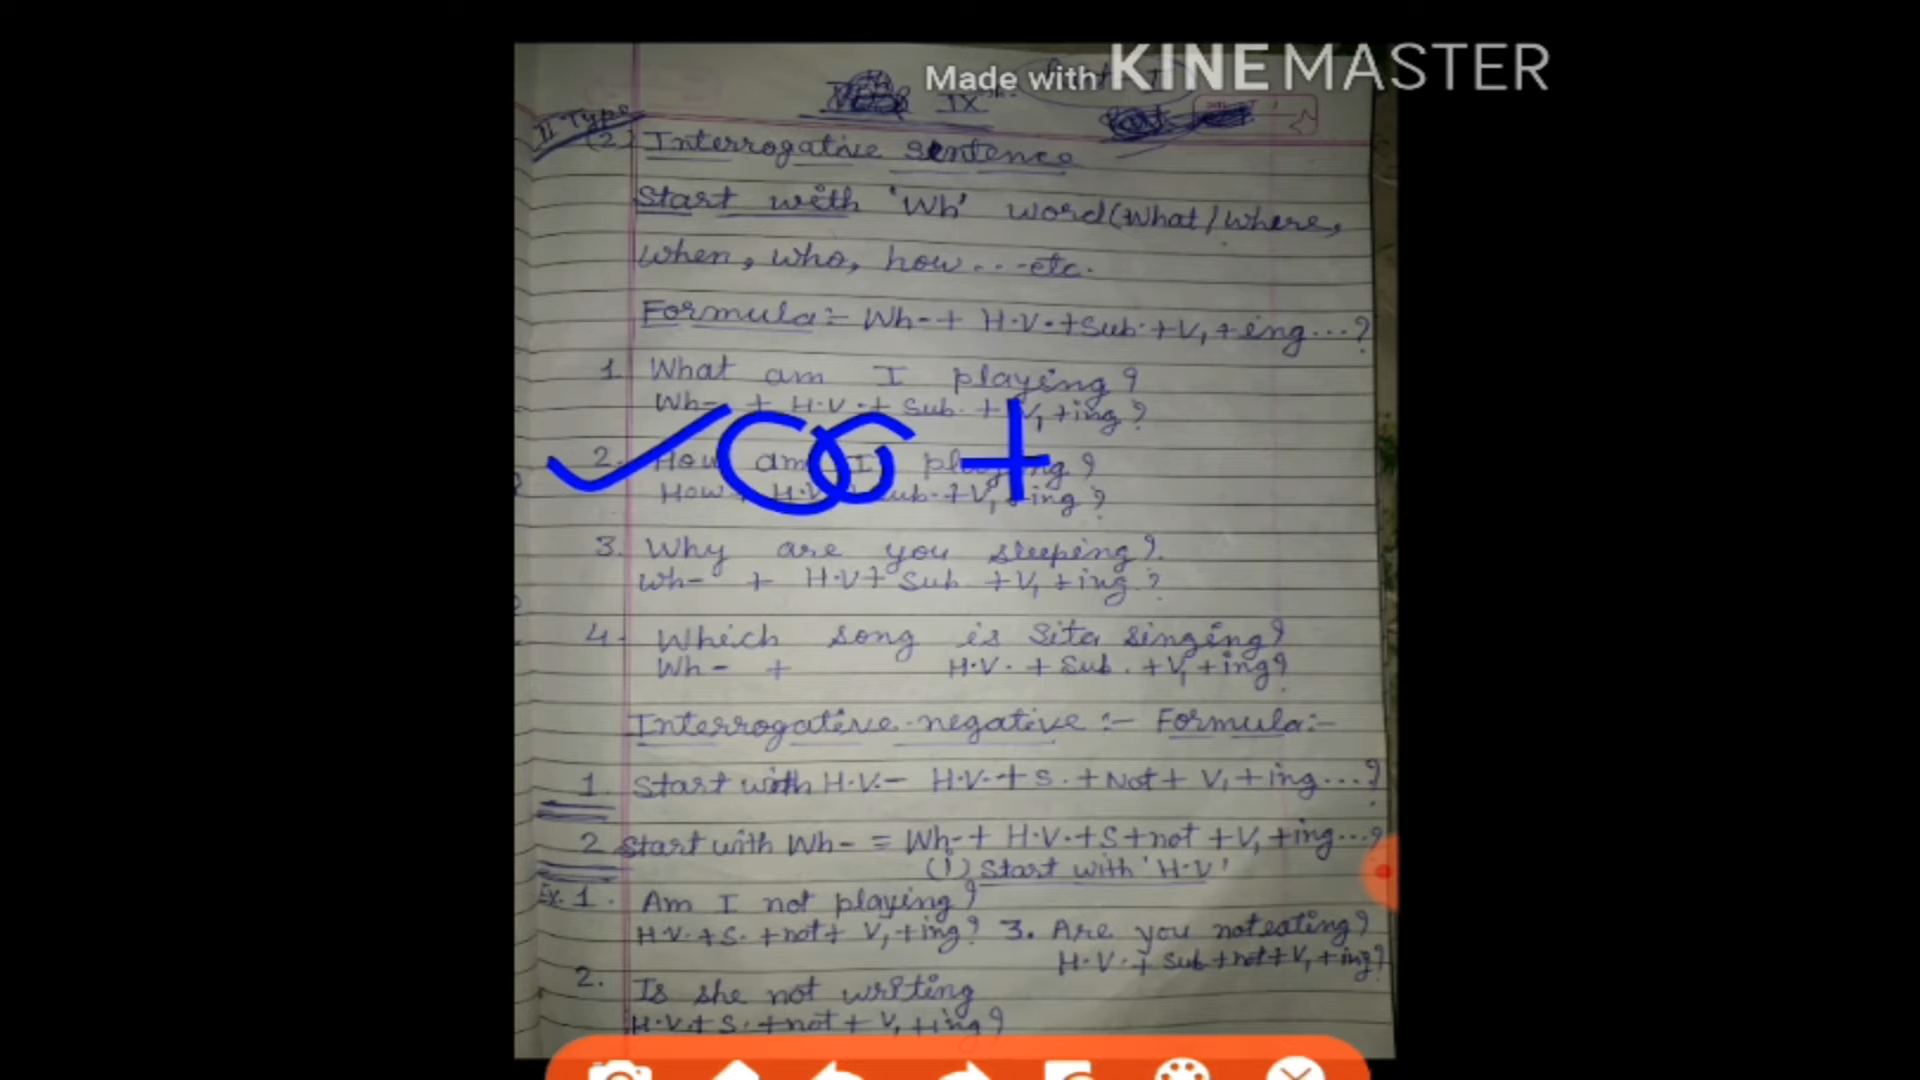 Made with KINEMASTER
IX
II Type
(2) Interrogative sentence
Start with 'Wh' word (What / Where,
When, who, how...-etc.
Formula:- Wh-+ H.V.+Sub.+V1+ing...?
1 What am I playing?
Wh- + H.V.+ Sub. + V1+ing?
2. How am I playing?
How + H.V + Sub.+V1+ing?
3. Why are you sleeping?
Wh- + H.V+ Sub. +V1+ing?
4. Which song is Sita singing?
Wh- + H.V. + Sub. +V1+ing?
Interrogative-negative :- Formula:-
1. Start with H.V.- H.V.+ S. +Not+ V1+ing...?
2 Start with Wh- = Wh-+ H.V.+S+not +V1+ing...?
(i) Start with 'H.V'
Ex. 1. Am I not playing?
H.V.+S. +not+ V1+ing?
3. Are you not eating?
H.V.+ Sub+not+V1+ing?
2. Is she not writing
H.V.+ S. +not + V1+ing?